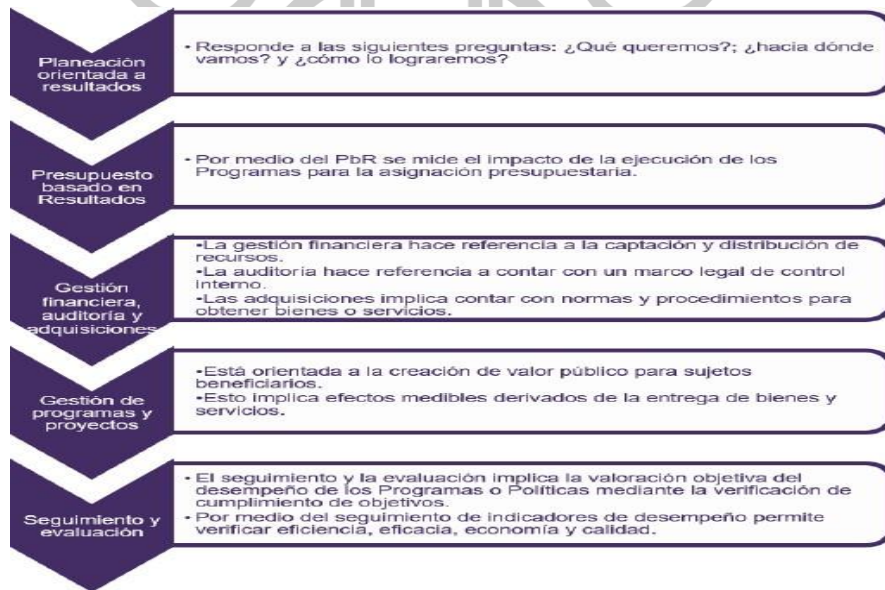 Planeación
orientada a
resultados
• Responde a las siguientes preguntas: ¿Qué queremos?; ¿hacia dónde
vamos? y ¿cómo lo lograremos?
Presupuesto
basado en
Resultados
• Por medio del PbR se mide el impacto de la ejecución de los
Programas para la asignación presupuestaria.
Gestión
financiera,
auditoría y
adquisiciones
•La gestión financiera hace referencia a la captación y distribución de
recursos.
•La auditoría hace referencia a contar con un marco legal de control
interno.
•Las adquisiciones implica contar con normas y procedimientos para
obtener bienes o servicios.
Gestión de
programas y
proyectos
•Está orientada a la creación de valor público para sujetos
beneficiarios.
•Esto implica efectos medibles derivados de la entrega de bienes y
servicios.
Seguimiento y
evaluación
• El seguimiento y la evaluación implica la valoración objetiva del
desempeño de los Programas o Políticas mediante la verificación de
cumplimiento de objetivos.
• Por medio del seguimiento de indicadores de desempeño permite
verificar eficiencia, eficacia, economía y calidad.